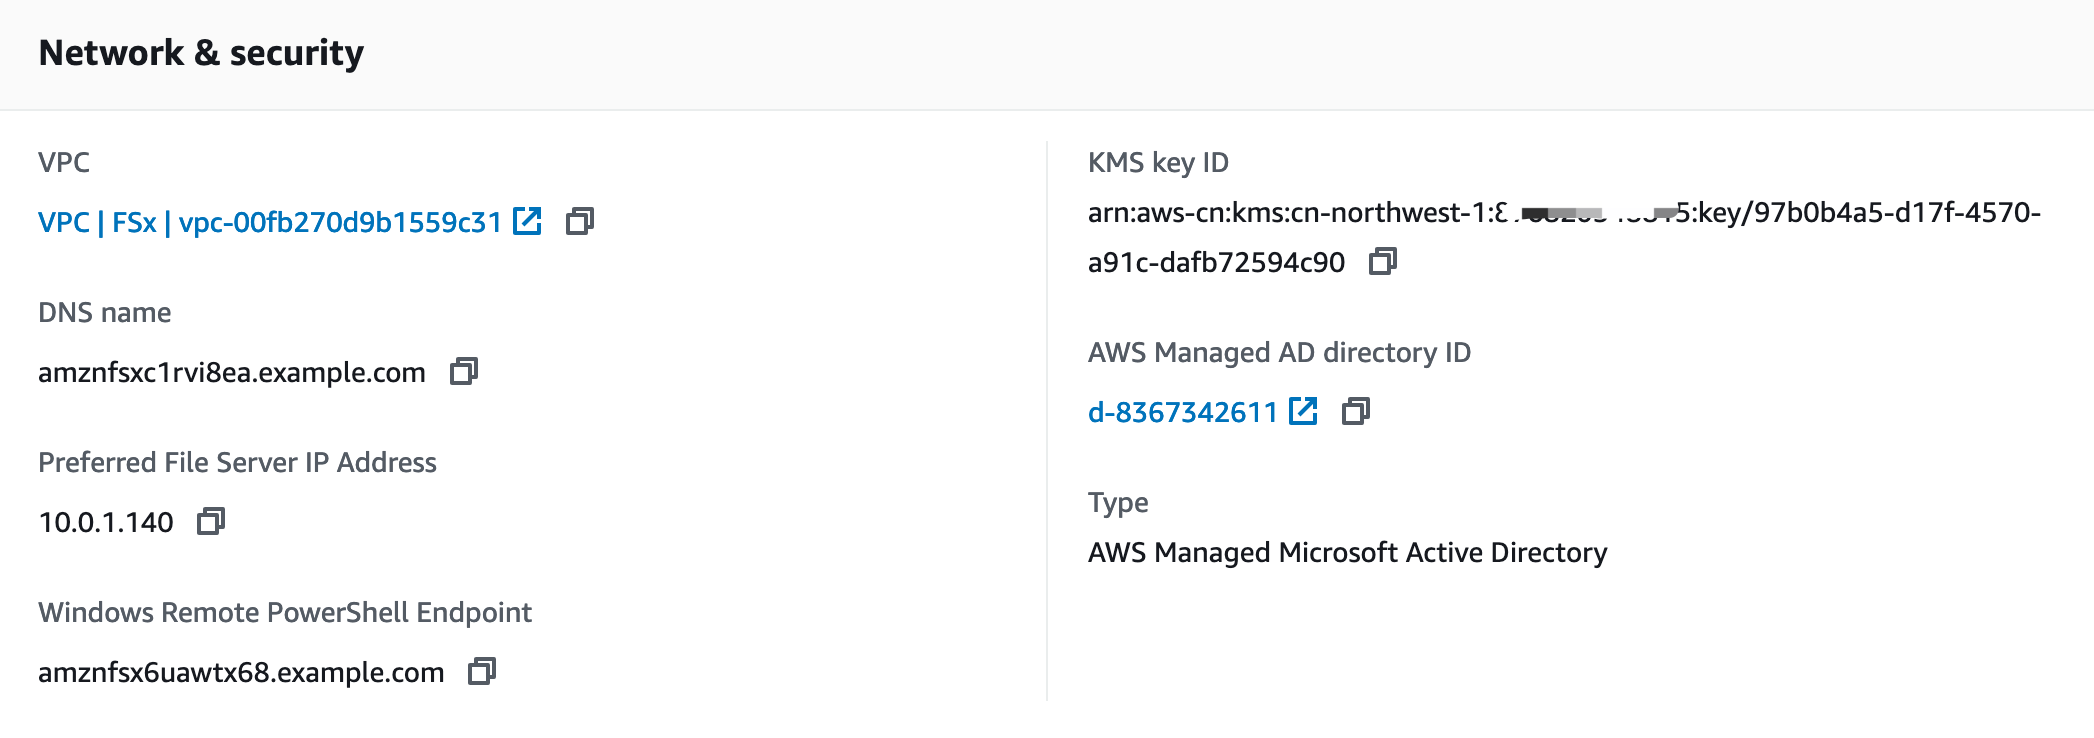 Network & security
VPC
VPC | FSx | vpc-00fb270d9b1559c31
DNS name
amznfsxc1rvi8ea.example.com
Preferred File Server IP Address
10.0.1.140
Windows Remote PowerShell Endpoint
amznfsx6uawtx68.example.com
KMS key ID
arn:aws-cn:kms:cn-northwest-1: 5:key/97b0b4a5-d17f-4570-
a91c-dafb72594c90
AWS Managed AD directory ID
d-8367342611
Type
AWS Managed Microsoft Active Directory